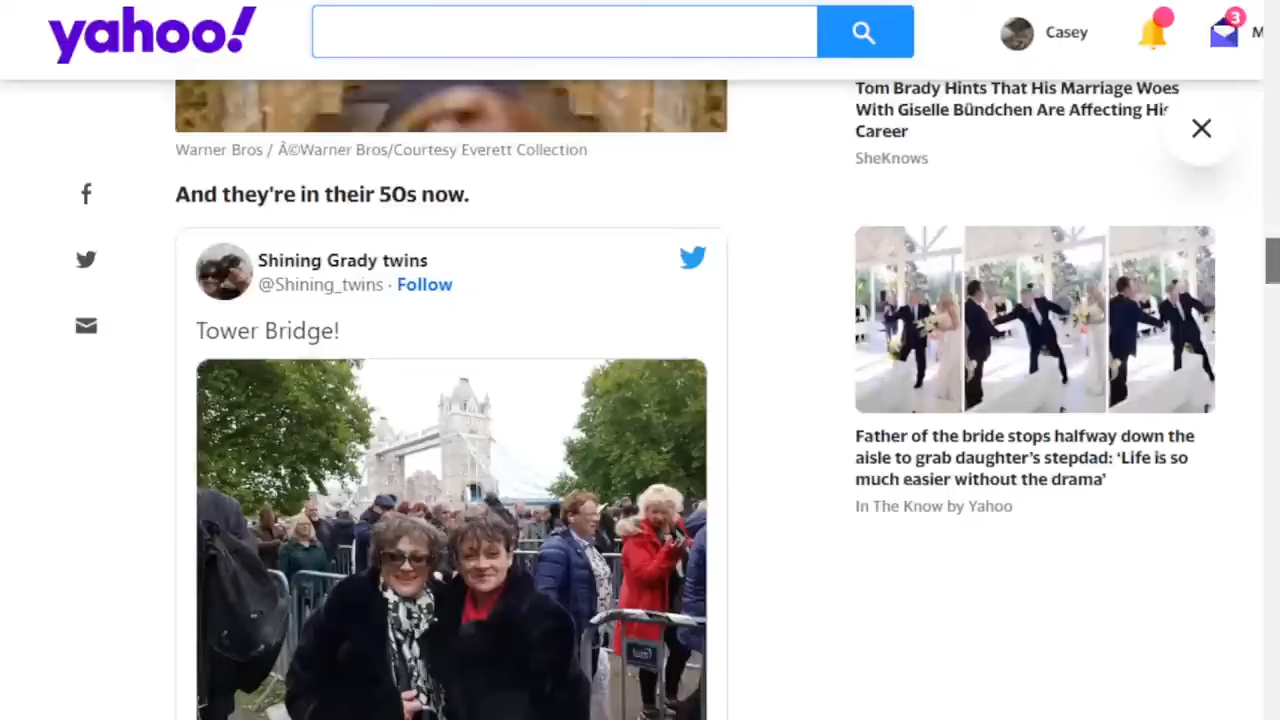 yahoo!
Casey
3
M
Warner Bros / Â©Warner Bros/Courtesy Everett Collection
And they're in their 50s now.
Shining Grady twins
@Shining_twins · Follow
Tower Bridge!
Tom Brady Hints That His Marriage Woes
With Giselle Bündchen Are Affecting His
Career
SheKnows
Father of the bride stops halfway down the
aisle to grab daughter's stepdad: ‘Life is so
much easier without the drama’
In The Know by Yahoo